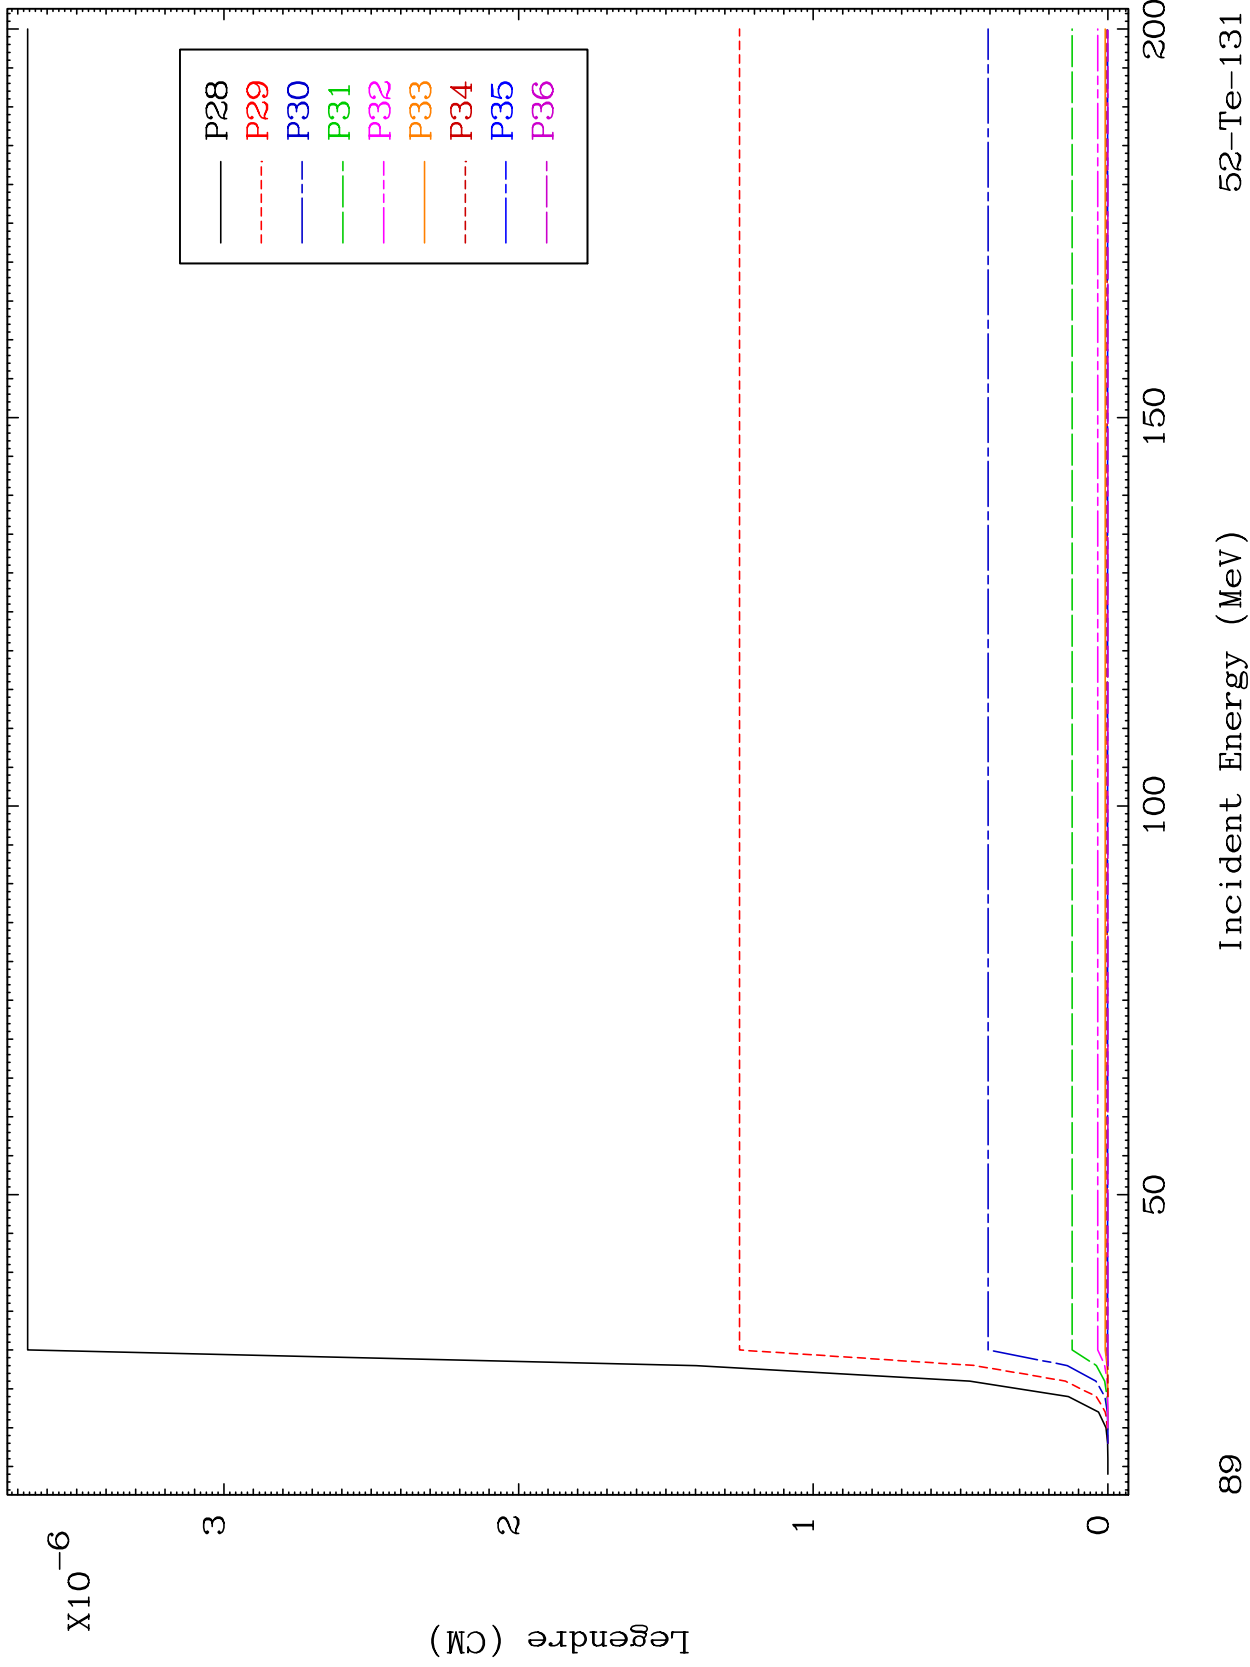 X10-6
Legendre (CM)
3
2
1
0
P28
P29
P30
P31
P32
P33
P34
P35
P36
50
100
150
200
Incident Energy (MeV)
89
52-Te-131